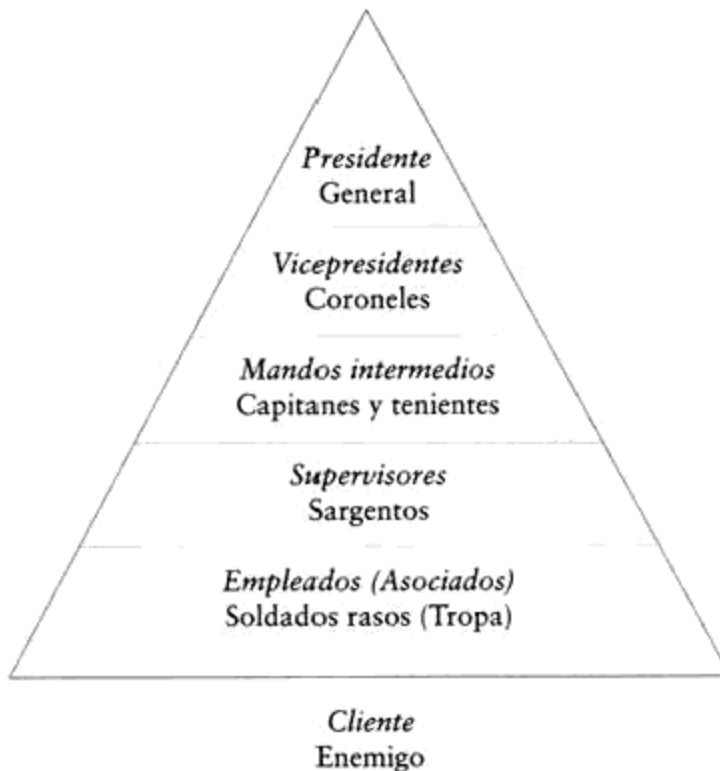 Presidente
General
Vicepresidentes
Coroneles
Mandos intermedios
Capitanes y tenientes
Supervisores
Sargentos
Empleados (Asociados)
Soldados rasos (Tropa)
Cliente
Enemigo